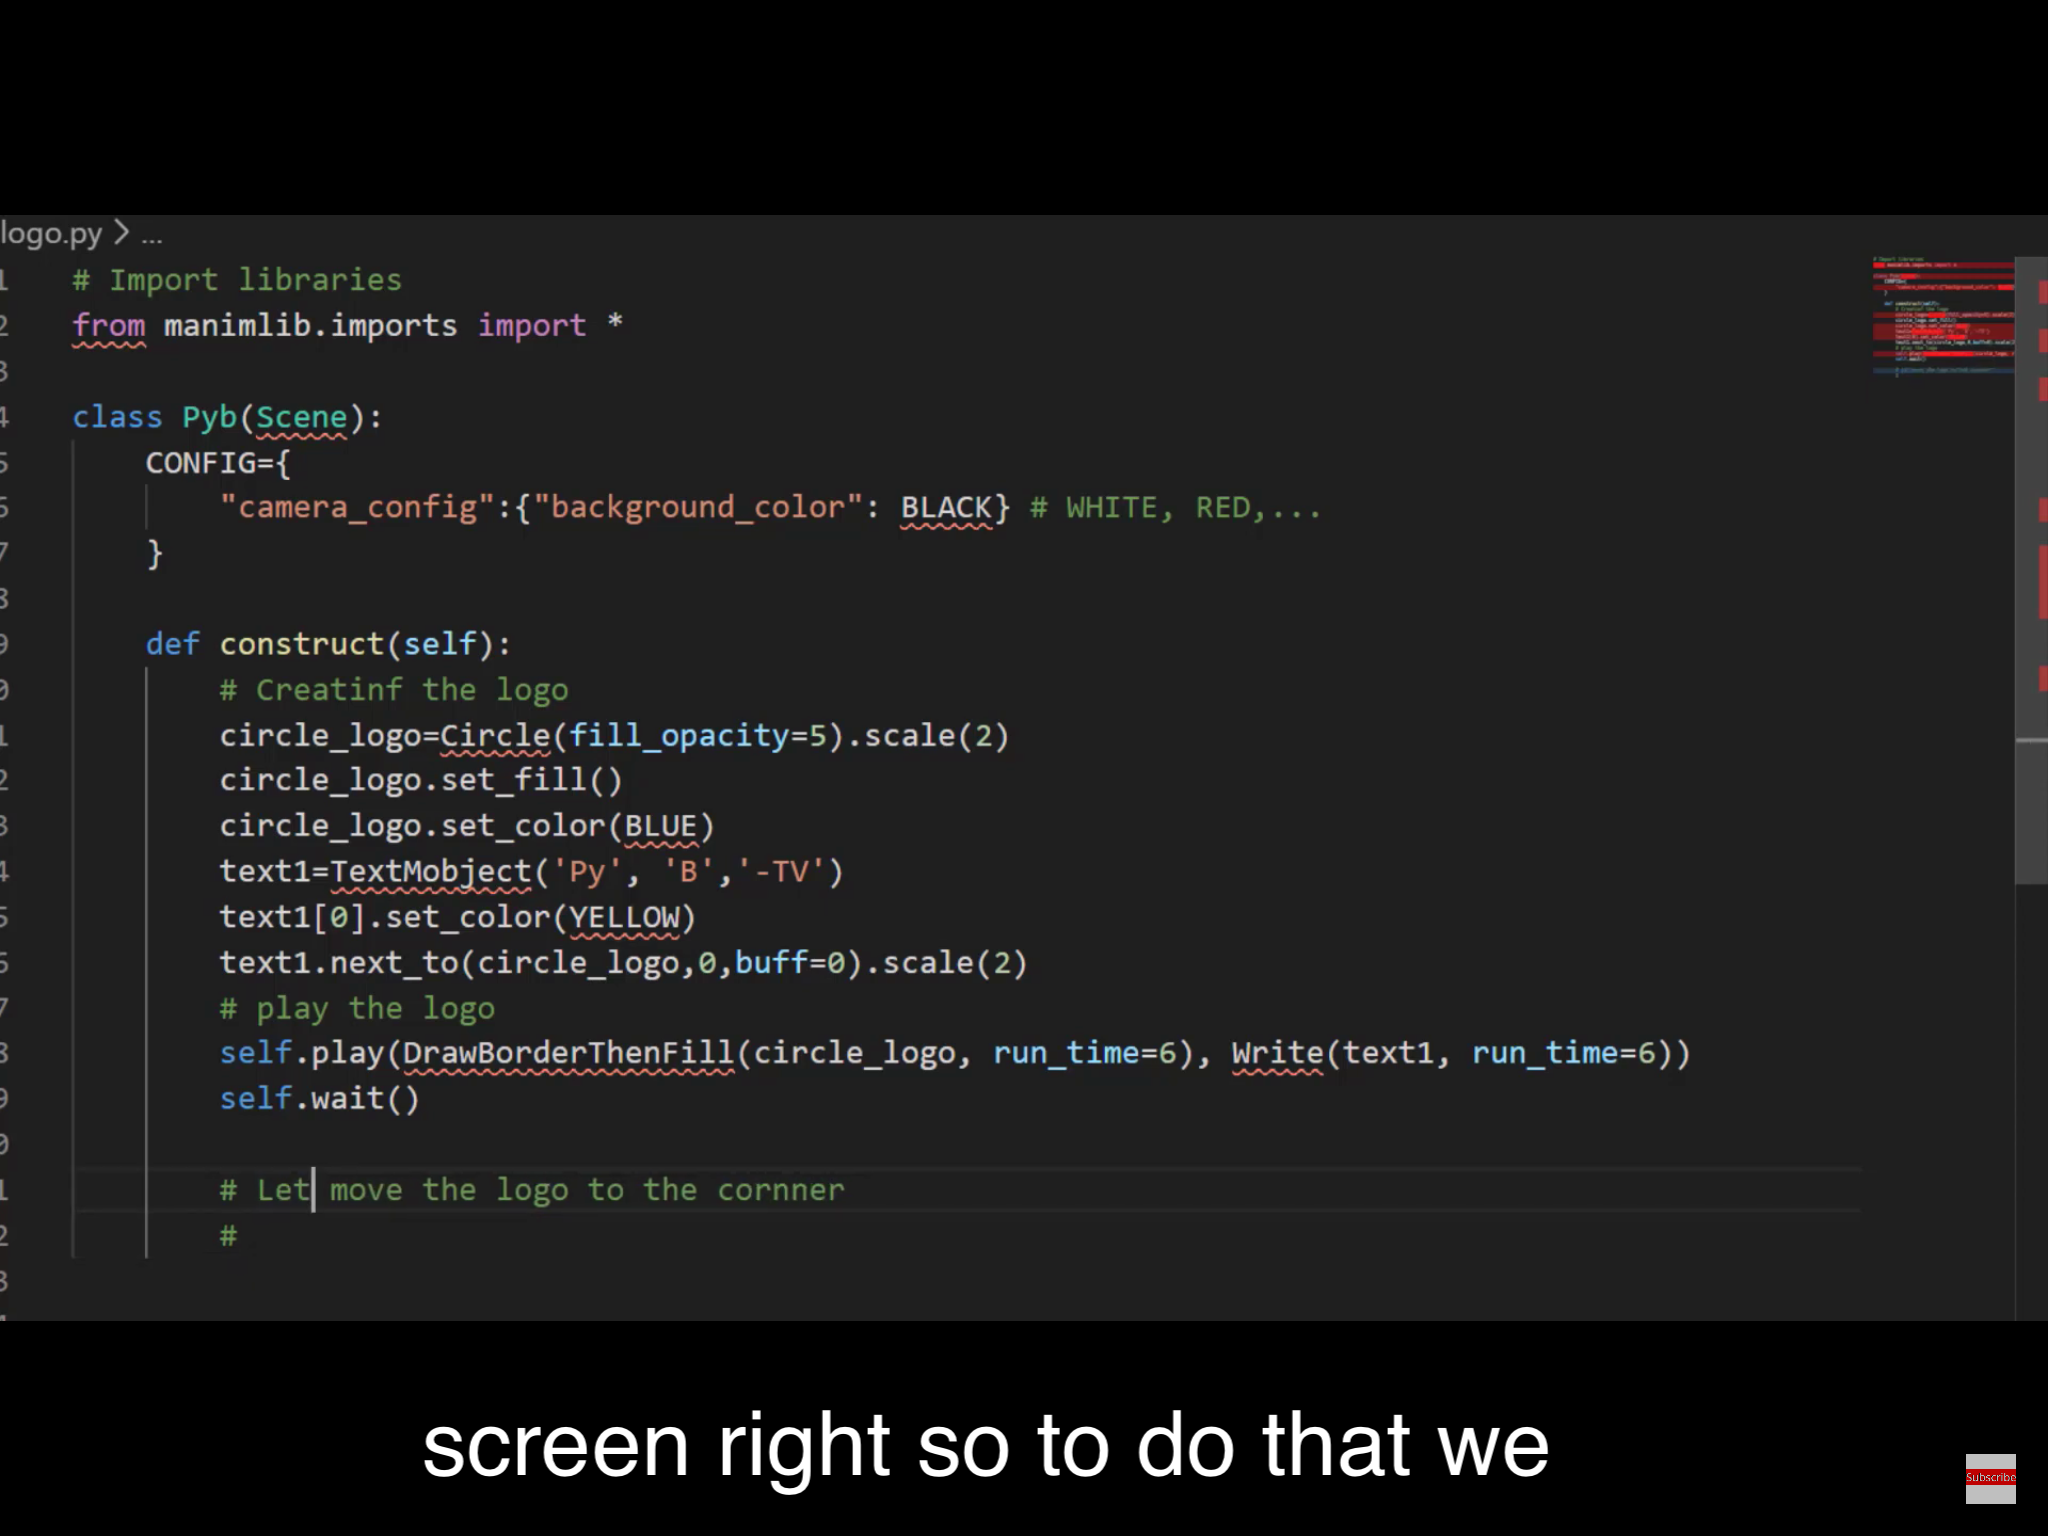 logo.py > ...
1 # Import libraries
2 from manimlib.imports import *
3
4 class Pyb(Scene):
5 CONFIG={
6 "camera_config":{"background_color": BLACK} # WHITE, RED,...
7 }
8
9 def construct(self):
0 # Creatinf the logo
1 circle_logo=Circle(fill_opacity=5).scale(2)
2 circle_logo.set_fill()
3 circle_logo.set_color(BLUE)
4 text1=TextMobject('Py', 'B','-TV')
5 text1[0].set_color(YELLOW)
6 text1.next_to(circle_logo,0,buff=0).scale(2)
7 # play the logo
8 self.play(DrawBorderThenFill(circle_logo, run_time=6), Write(text1, run_time=6))
9 self.wait()
0
1 # Let move the logo to the cornner
2 #
3
screen right so to do that we
Subscribe